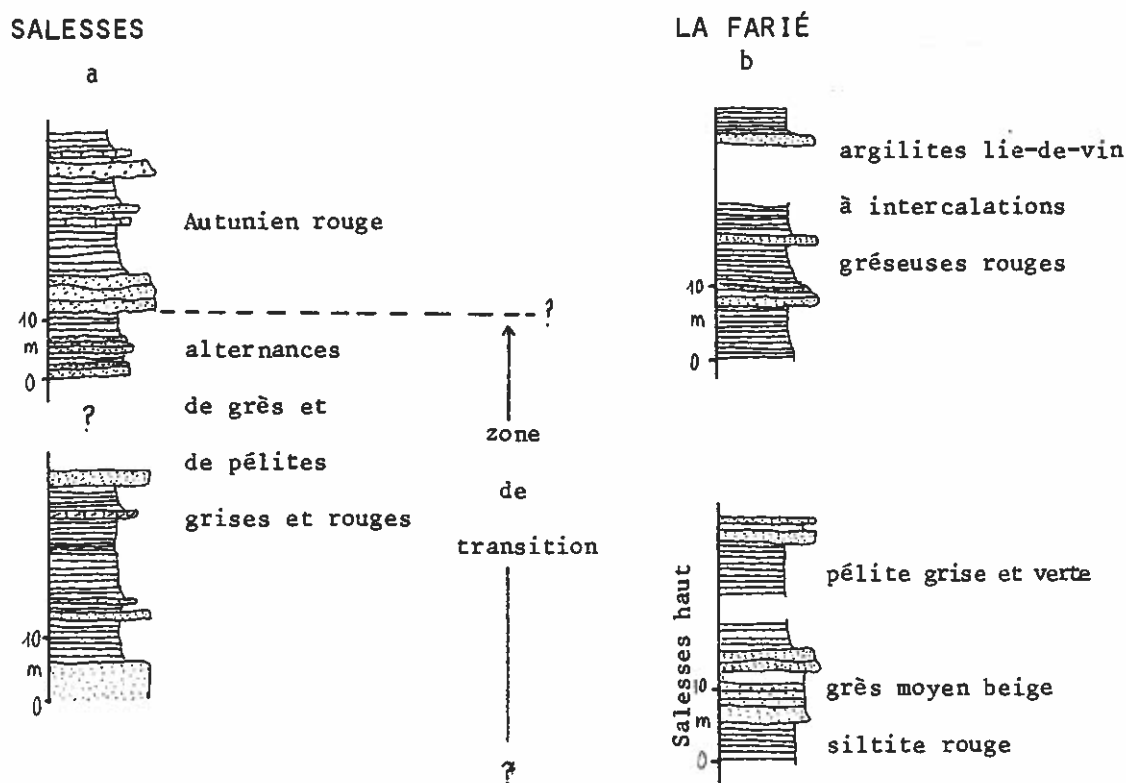 SALESSES
a
Autunien rouge
10
m
0
?
alternances
de grès et
de pélites
grises et rouges
10
m
0
?
zone
de
transition
?
LA FARIÉ
b
argilites lie-de-vin
à intercalations
gréseuses rouges
10
m
0
Salesses haut
pélite grise et verte
grès moyen beige
siltite rouge
10
m
0